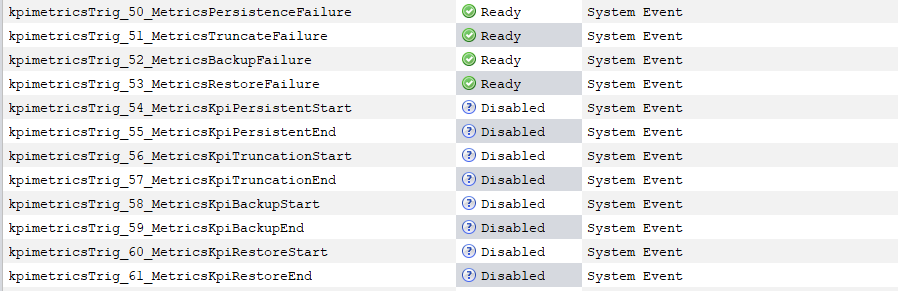 kpimetricsTrig_50_MetricsPersistenceFailure Ready System Event
kpimetricsTrig_51_MetricsTruncateFailure Ready System Event
kpimetricsTrig_52_MetricsBackupFailure Ready System Event
kpimetricsTrig_53_MetricsRestoreFailure Ready System Event
kpimetricsTrig_54_MetricsKpiPersistentStart Disabled System Event
kpimetricsTrig_55_MetricsKpiPersistentEnd Disabled System Event
kpimetricsTrig_56_MetricsKpiTruncationStart Disabled System Event
kpimetricsTrig_57_MetricsKpiTruncationEnd Disabled System Event
kpimetricsTrig_58_MetricsKpiBackupStart Disabled System Event
kpimetricsTrig_59_MetricsKpiBackupEnd Disabled System Event
kpimetricsTrig_60_MetricsKpiRestoreStart Disabled System Event
kpimetricsTrig_61_MetricsKpiRestoreEnd Disabled System Event